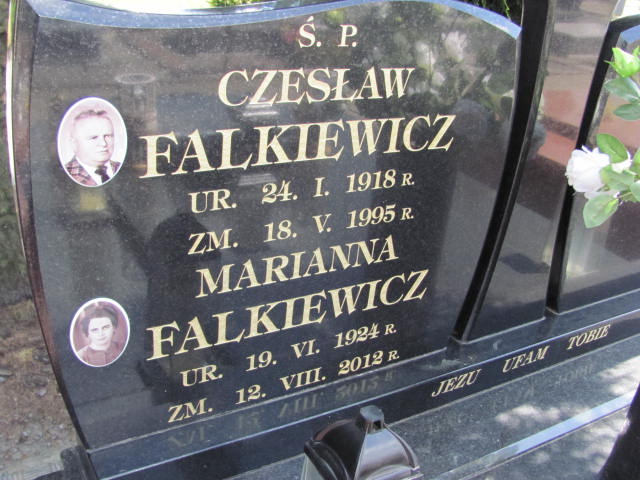 Ś. P.
CZESŁAW
FALKIEWICZ
UR. 24. I. 1918 R.
ZM. 18. V. 1995 R.
MARIANNA
FALKIEWICZ
UR. 19. VI. 1924 R.
ZM. 12. VIII. 2012 R.
JEZU UFAM TOBIE